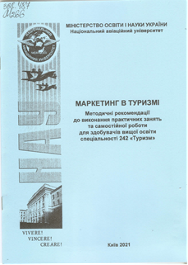 МІНІСТЕРСТВО ОСВІТИ І НАУКИ УКРАЇНИ
Національний авіаційний університет
НАУ
МАРКЕТИНГ В ТУРИЗМІ
Методичні рекомендації
до виконання практичних занять
та самостійної роботи
для здобувачів вищої освіти
спеціальності 242 «Туризм»
VIVERE!
VINCERE!
CREARE!
Київ 2021